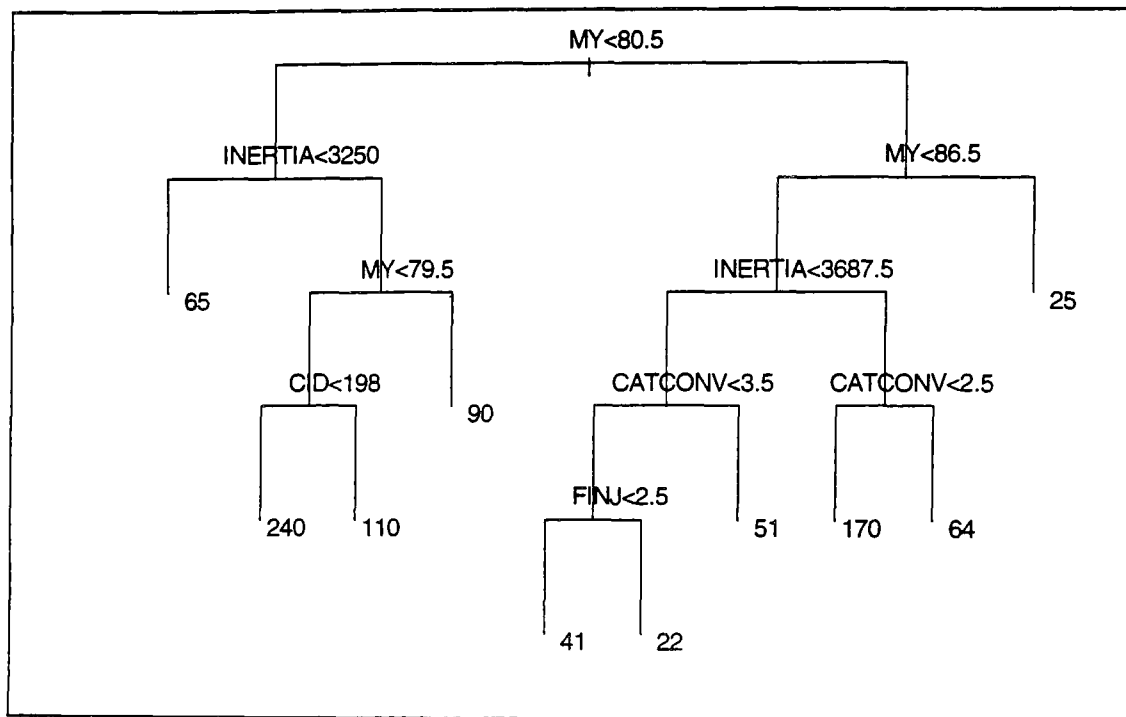 MY<80.5
INERTIA<3250
MY<86.5
MY<79.5
INERTIA<3687.5
65
25
CID<198
CATCONV<3.5
CATCONV<2.5
90
FINJ<2.5
240
110
51
170
64
41
22